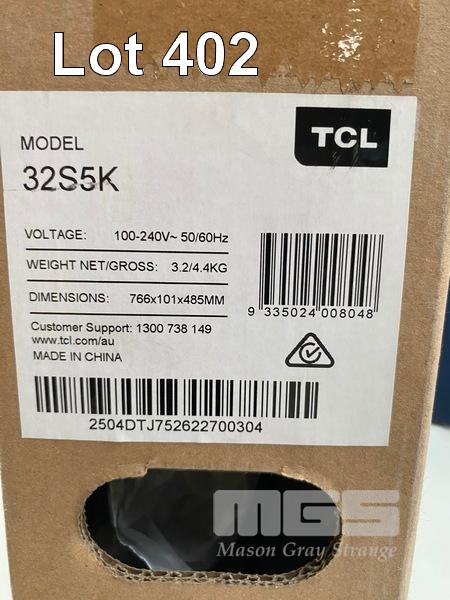 Lot 402
TCL
MODEL
32S5K
VOLTAGE: 100-240V~ 50/60Hz
WEIGHT NET/GROSS: 3.2/4.4KG
DIMENSIONS: 766x101x485MM
Customer Support: 1300 738 149
www.tcl.com/au
MADE IN CHINA
9 335024 008048
2504DTJ752622700304
MGS
Mason Gray Strange